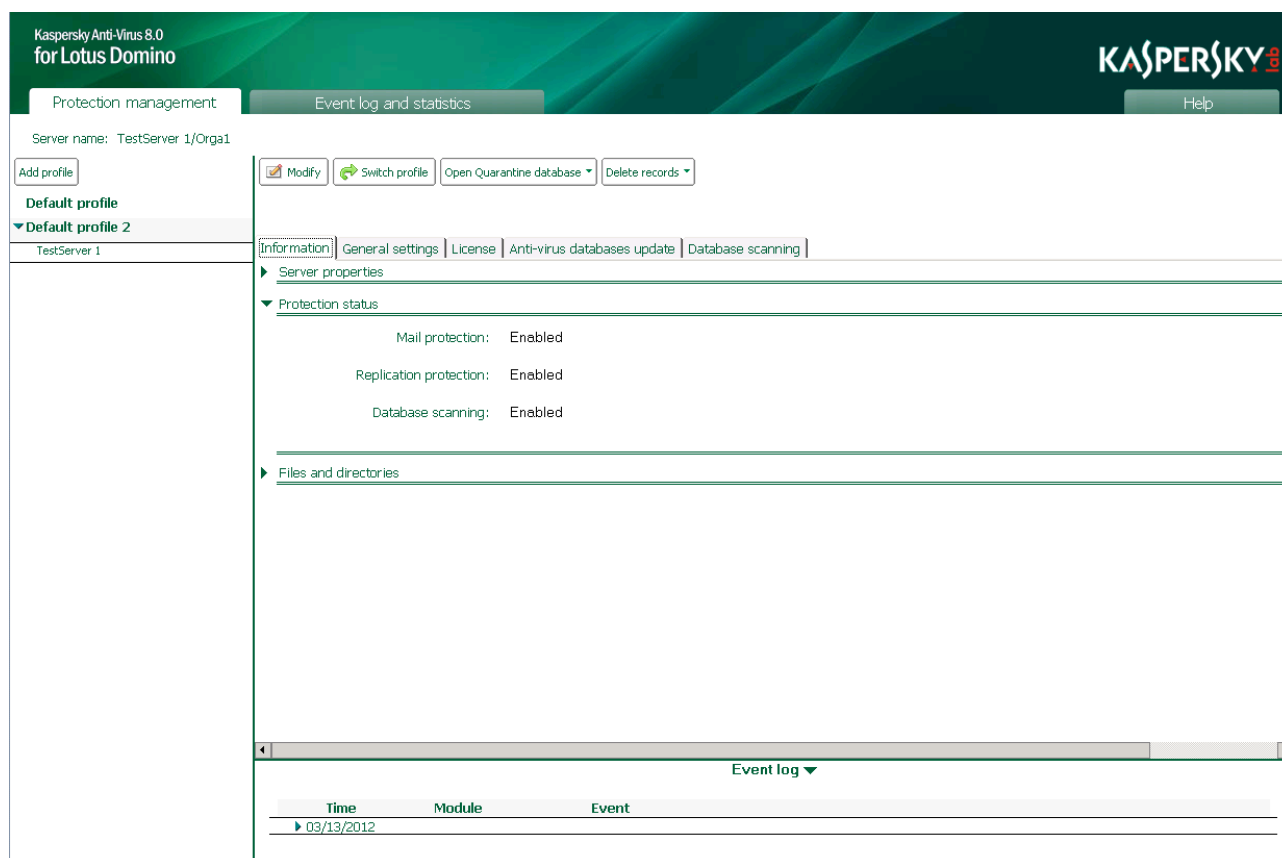 Kaspersky Anti-Virus 8.0
for Lotus Domino
KASPERSKY lab
Protection management
Event log and statistics
Help
Server name: TestServer 1/Orga1
Add profile
Modify
Switch profile
Open Quarantine database
Delete records
Default profile
Default profile 2
TestServer 1
Information
General settings
License
Anti-virus databases update
Database scanning
Server properties
Protection status
Mail protection: Enabled
Replication protection: Enabled
Database scanning: Enabled
Files and directories
Event log
Time Module Event
03/13/2012